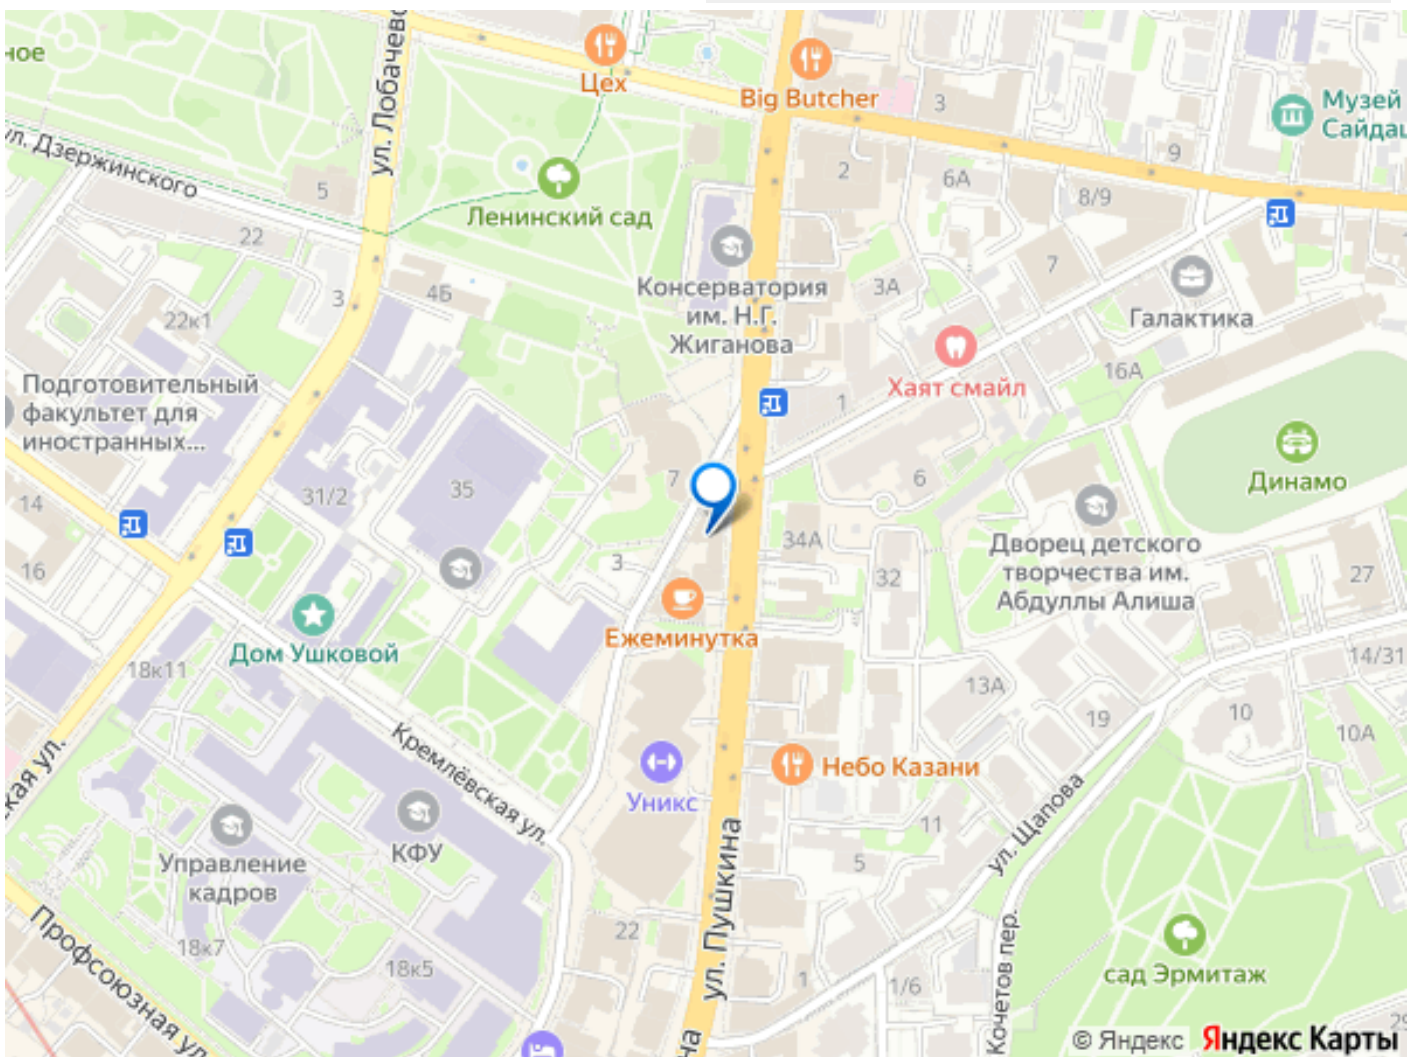 ное
ул. Лобачевс
Цех
Big Butcher
3
Музей
Сайдаш
9
ул. Дзержинского
5
2
6А
8/9
Ленинский сад
22
Консерватория
им. Н.Г.
Жиганова
7
3А
4Б
3
22к1
Галактика
Хаят смайл
16А
Подготовительный
факультет для
иностранных...
1
Динамо
7
6
35
31/2
14
34А
Дворец детского
творчества им.
Абдуллы Алиша
3
16
32
27
Ежеминутка
Дом Ушковой
18к11
14/31
13А
19
10
10А
Кремлёвская ул.
ская ул.
Небо Казани
Уникс
ул. Щапова
11
КФУ
Управление
кадров
5
ул. Пушкина
Профсоюзная ул.
22
18к7
18к5
1
1/6
Кочетов пер.
сад Эрмитаж
29
на
© Яндекс Яндекс Карты